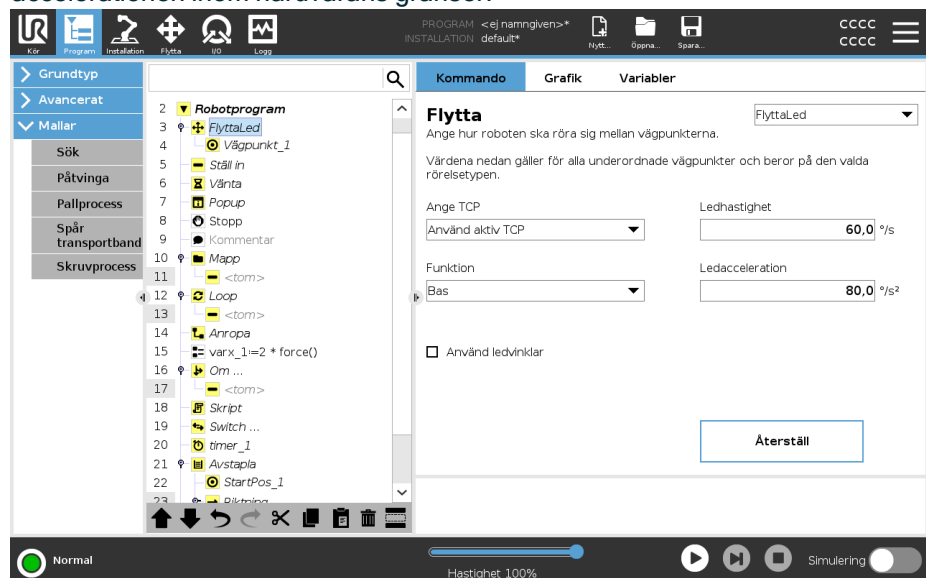 accelerationen inom hårdvarans gränser.
PROGRAM <ej namngiven>*
INSTALLATION default*
Kör
Program
Installation
Flytta
I/O
Logg
Nytt...
Öppna...
Spara...
CCCC
CCCC
Grundtyp
Avancerat
Mallar
Sök
Påtvinga
Pallprocess
Spår
transportband
Skruvprocess
2 Robotprogram
3 FlyttaLed
4 Vägpunkt_1
5 Ställ in
6 Vänta
7 Popup
8 Stopp
9 Kommentar
10 Mapp
11 <tom>
12 Loop
13 <tom>
14 Anropa
15 varx_1:=2 * force()
16 Om ...
17 <tom>
18 Skript
19 Switch ...
20 timer_1
21 Avstapla
22 StartPos_1
23 Riktning
Kommando
Grafik
Variabler
Flytta
FlyttaLed
Ange hur roboten ska röra sig mellan vägpunkterna.
Värdena nedan gäller för alla underordnade vägpunkter och beror på den valda
rörelsetypen.
Ange TCP
Ledhastighet
Använd aktiv TCP
60,0 °/s
Funktion
Ledacceleration
Bas
80,0 °/s²
Använd ledvinklar
Återställ
Normal
Hastighet 100%
Simulering